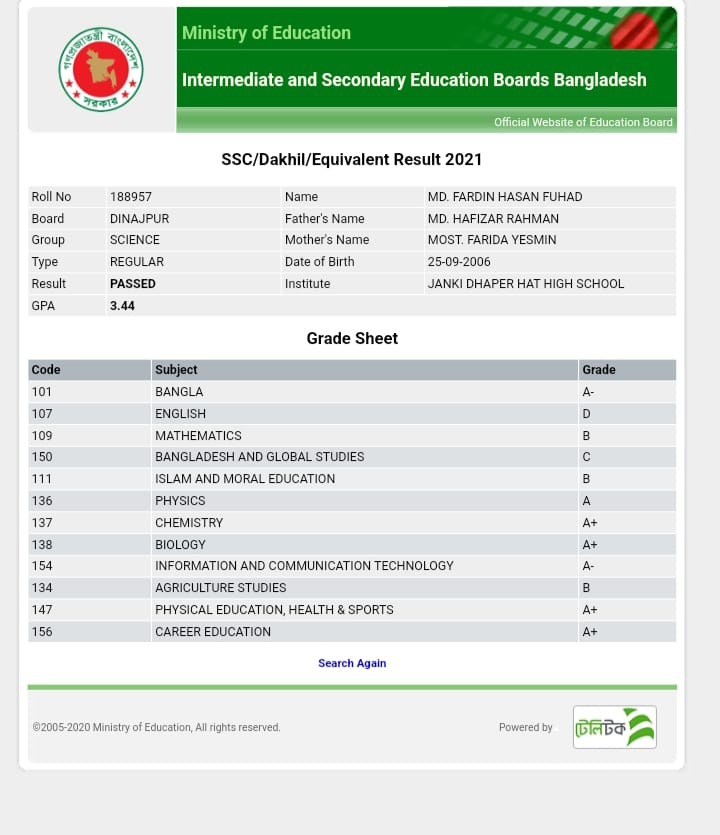 গণপ্রজাতন্ত্রী বাংলাদেশ
সরকার
Ministry of Education
Intermediate and Secondary Education Boards Bangladesh
Official Website of Education Board
SSC/Dakhil/Equivalent Result 2021
Roll No 188957 Name MD. FARDIN HASAN FUHAD
Board DINAJPUR Father's Name MD. HAFIZAR RAHMAN
Group SCIENCE Mother's Name MOST. FARIDA YESMIN
Type REGULAR Date of Birth 25-09-2006
Result PASSED Institute JANKI DHAPER HAT HIGH SCHOOL
GPA 3.44
Grade Sheet
Code Subject Grade
101 BANGLA A-
107 ENGLISH D
109 MATHEMATICS B
150 BANGLADESH AND GLOBAL STUDIES C
111 ISLAM AND MORAL EDUCATION B
136 PHYSICS A
137 CHEMISTRY A+
138 BIOLOGY A+
154 INFORMATION AND COMMUNICATION TECHNOLOGY A-
134 AGRICULTURE STUDIES B
147 PHYSICAL EDUCATION, HEALTH & SPORTS A+
156 CAREER EDUCATION A+
Search Again
©2005-2020 Ministry of Education, All rights reserved. Powered by টেলিটক